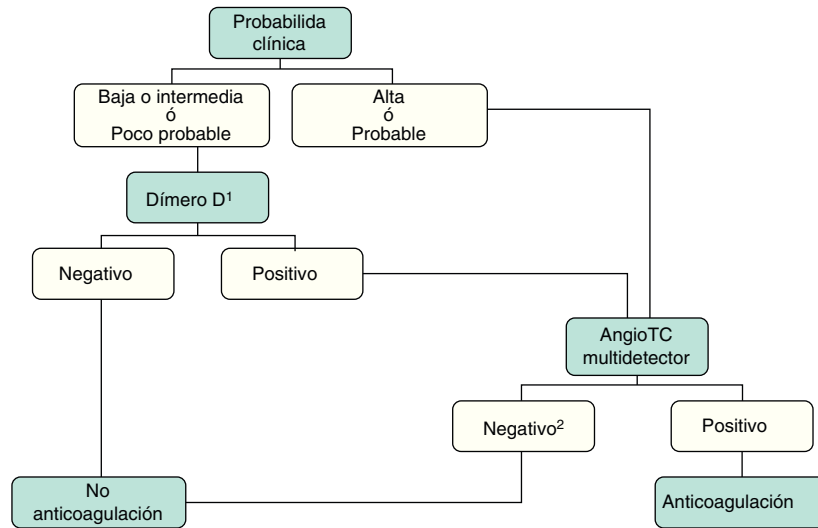 Probabilida
clínica
Baja o intermedia
ó
Poco probable
Alta
ó
Probable
Dímero D¹
Negativo
Positivo
AngioTC
multidetector
Negativo²
Positivo
No
anticoagulación
Anticoagulación